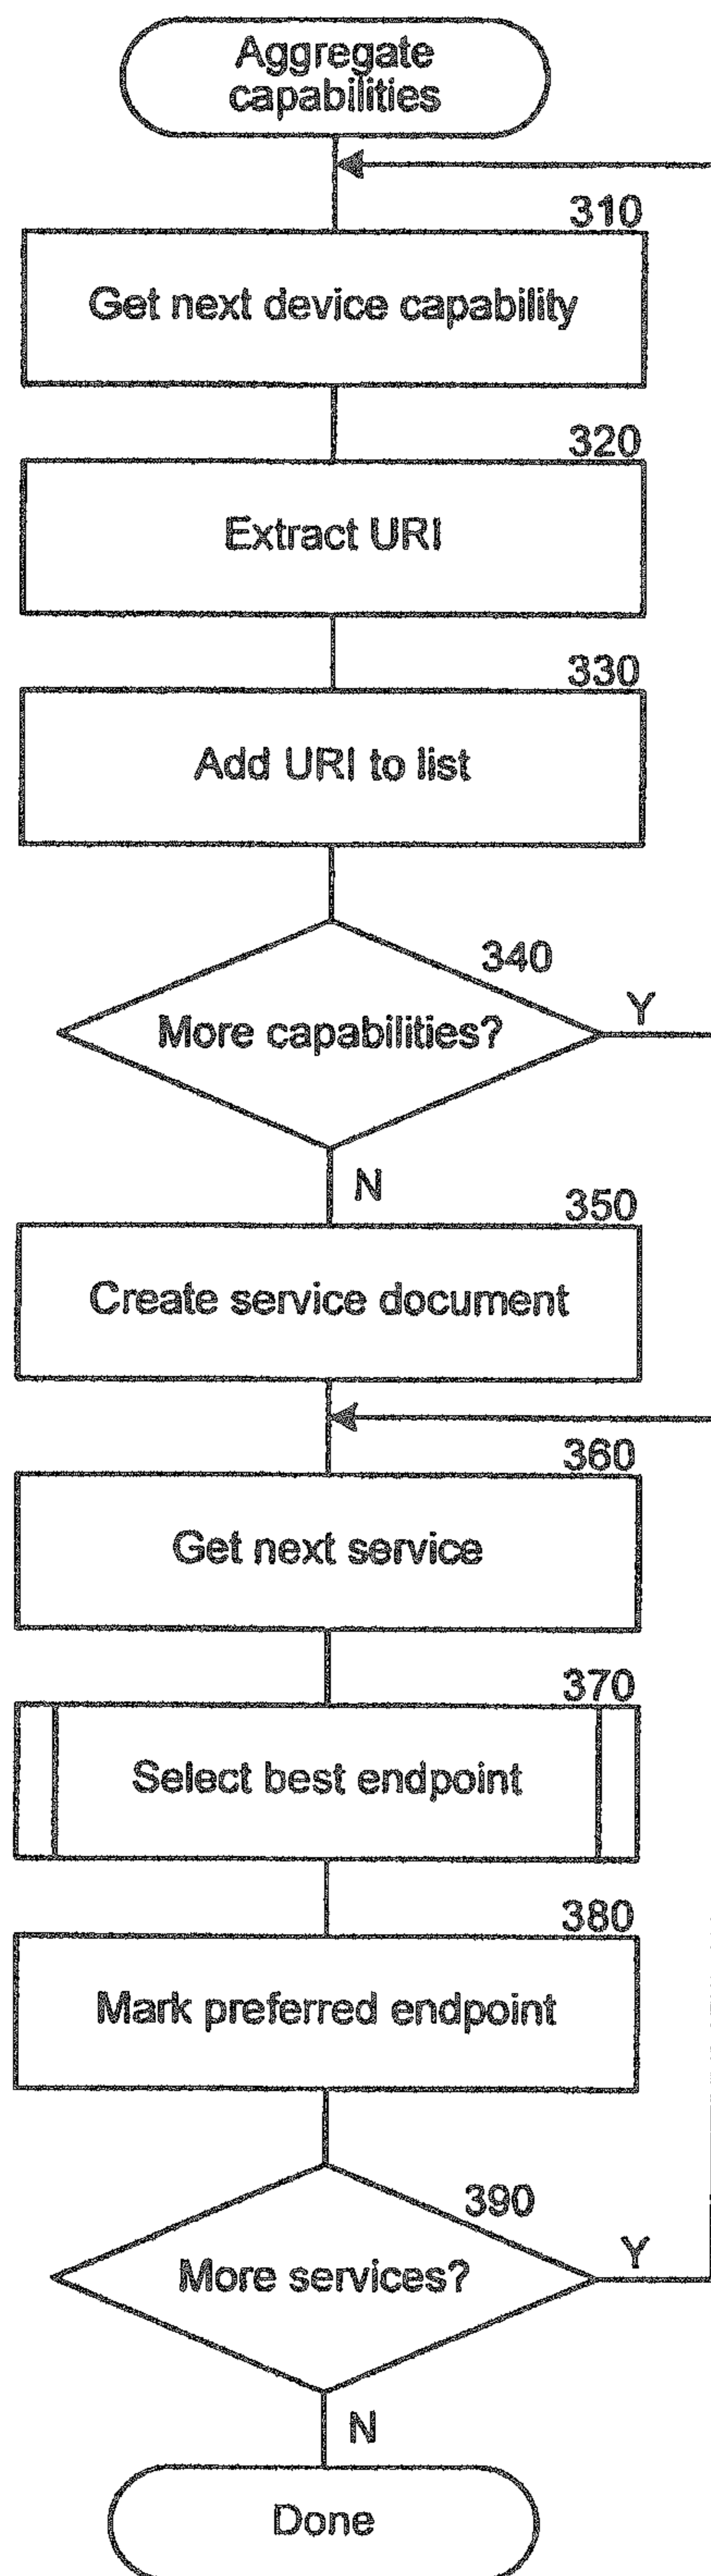 Aggregate
capabilities
310
Get next device capability
320
Extract URI
330
Add URI to list
340
More capabilities?
Y
N
350
Create service document
360
Get next service
370
Select best endpoint
380
Mark preferred endpoint
390
More services?
Y
N
Done